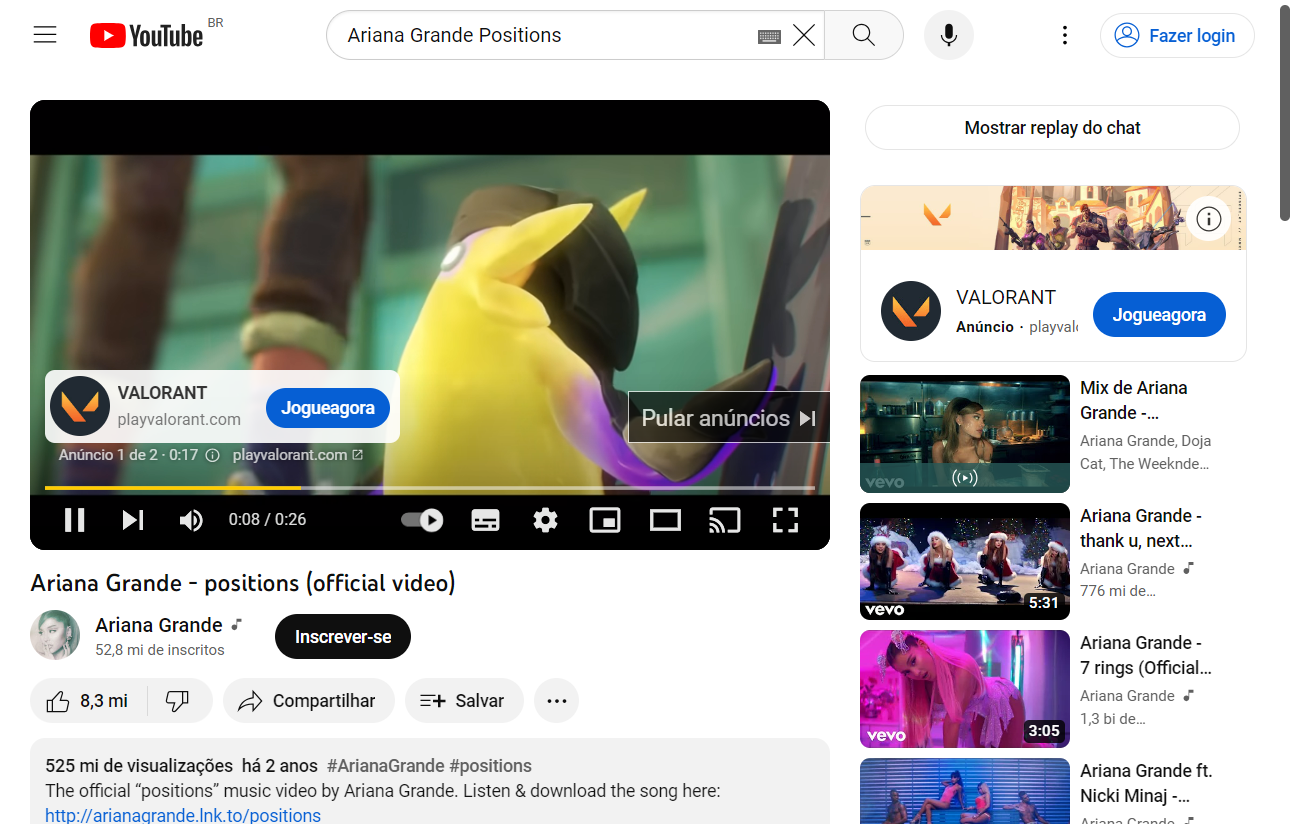 YouTube BR
Ariana Grande Positions
Fazer login
VALORANT
playvalorant.com
Jogueagora
Pular anúncios
Anúncio 1 de 2 · 0:17
playvalorant.com
0:08 / 0:26
Ariana Grande - positions (official video)
Ariana Grande
52,8 mi de inscritos
Inscrever-se
8,3 mi
Compartilhar
Salvar
525 mi de visualizações há 2 anos #ArianaGrande #positions
The official “positions” music video by Ariana Grande. Listen & download the song here:
http://arianagrande.lnk.to/positions
Mostrar replay do chat
VALORANT
Anúncio · playvalo
Jogueagora
vevo
Mix de Ariana
Grande -...
Ariana Grande, Doja
Cat, The Weeknde...
vevo
5:31
Ariana Grande -
thank u, next...
Ariana Grande
776 mi de...
vevo
3:05
Ariana Grande -
7 rings (Official...
Ariana Grande
1,3 bi de...
Ariana Grande ft.
Nicki Minaj -...
Ariana Grande